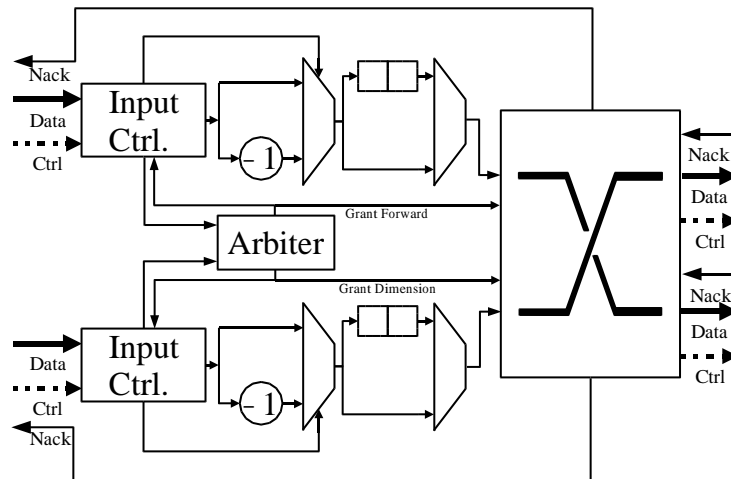 Nack
Input
Ctrl.
Data
Ctrl
- 1
Nack
Data
Ctrl
Grant Forward
Arbiter
Grant Dimension
Nack
Data
Ctrl
Input
Ctrl.
Data
Ctrl
- 1
Nack